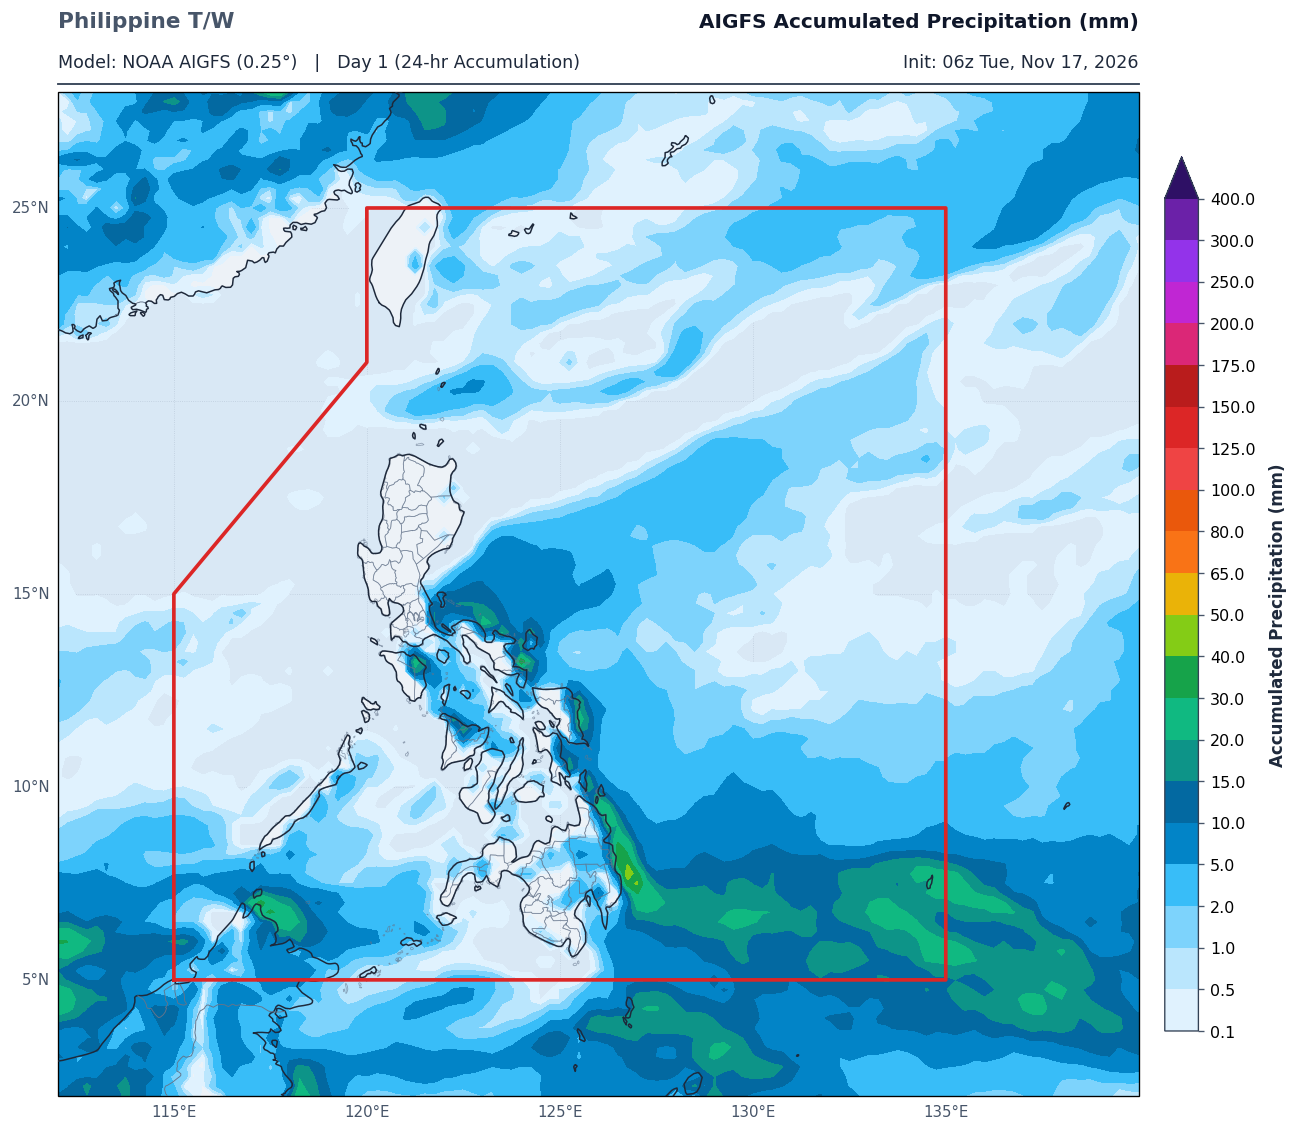 Philippine T/W
AIGFS Accumulated Precipitation (mm)
Model: NOAA AIGFS (0.25°)   |   Day 1 (24-hr Accumulation)
Init: 06z Tue, Nov 17, 2026
25°N
20°N
15°N
10°N
5°N
115°E
120°E
125°E
130°E
135°E
400.0
300.0
250.0
200.0
175.0
150.0
125.0
100.0
80.0
65.0
50.0
40.0
30.0
20.0
15.0
10.0
5.0
2.0
1.0
0.5
0.1
Accumulated Precipitation (mm)